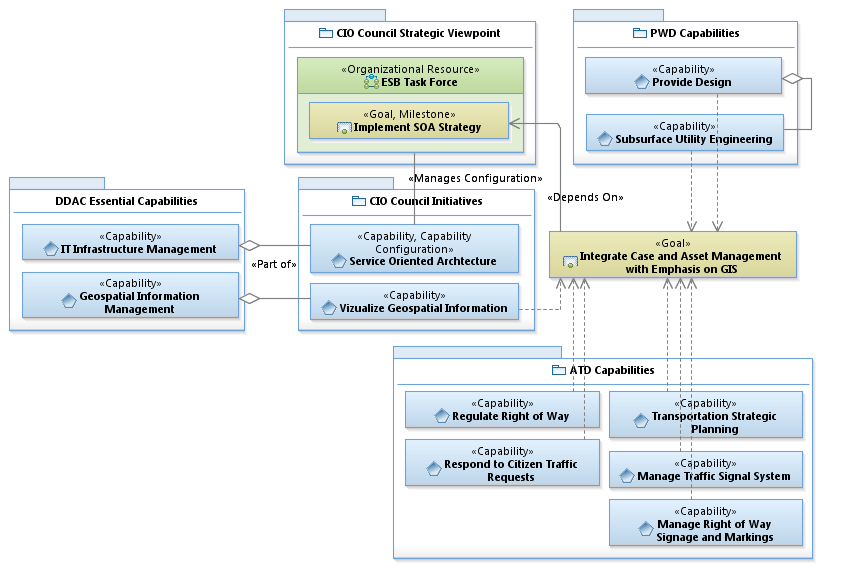 CIO Council Strategic Viewpoint
«Organizational Resource»
ESB Task Force
«Goal, Milestone»
Implement SOA Strategy
PWD Capabilities
«Capability»
Provide Design
«Capability»
Subsurface Utility Engineering
«Manages Configuration»
«Depends On»
DDAC Essential Capabilities
«Capability»
IT Infrastructure Management
«Capability»
Geospatial Information
Management
«Part of»
CIO Council Initiatives
«Capability, Capability
Configuration»
Service Oriented Archtecture
«Capability»
Vizualize Geospatial Information
«Goal»
Integrate Case and Asset Management
with Emphasis on GIS
ATD Capabilities
«Capability»
Regulate Right of Way
«Capability»
Respond to Citizen Traffic
Requests
«Capability»
Transportation Strategic
Planning
«Capability»
Manage Traffic Signal System
«Capability»
Manage Right of Way
Signage and Markings